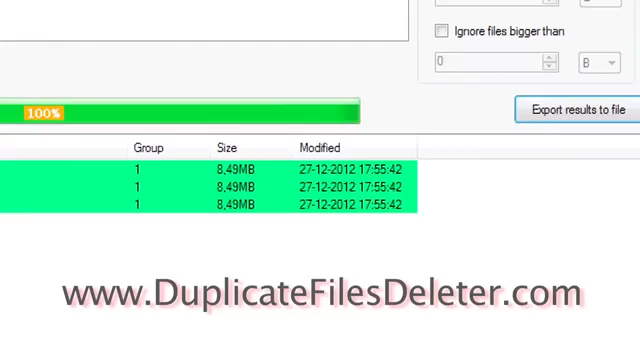 B
Ignore files bigger than
0 B
100% Export results to file
Group Size Modified
1 8,49MB 27-12-2012 17:55:42
1 8,49MB 27-12-2012 17:55:42
1 8,49MB 27-12-2012 17:55:42
www.DuplicateFilesDeleter.com